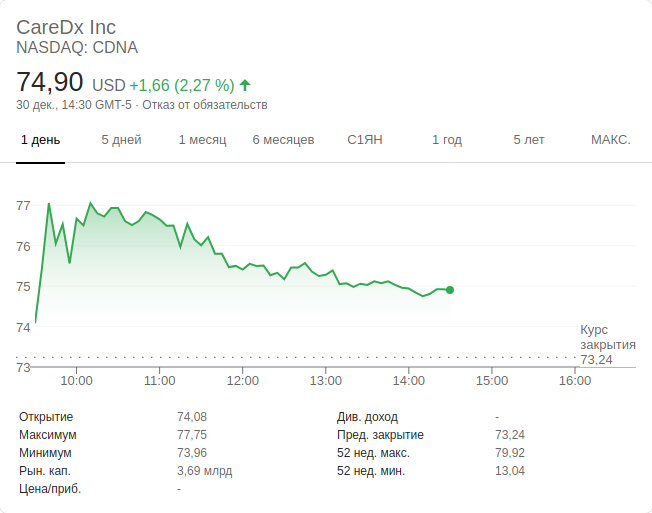 CareDx Inc
NASDAQ: CDNA
74,90 USD +1,66 (2,27 %)
30 дек., 14:30 GMT-5 · Отказ от обязательств
1 день 5 дней 1 месяц 6 месяцев С1ЯН 1 год 5 лет МАКС.
77
76
75
74
73
Курс
закрытия
73,24
10:00 11:00 12:00 13:00 14:00 15:00 16:00
Открытие 74,08 Див. доход -
Максимум 77,75 Пред. закрытие 73,24
Минимум 73,96 52 нед. макс. 79,92
Рын. кап. 3,69 млрд 52 нед. мин. 13,04
Цена/приб. -